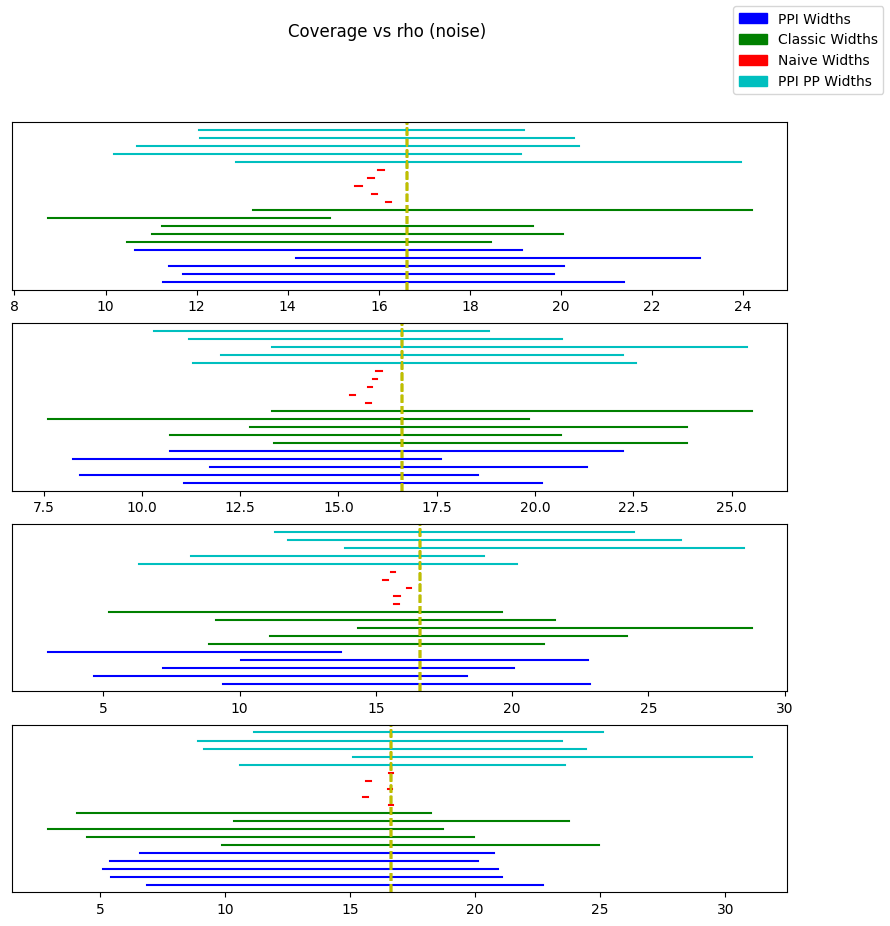 Coverage vs rho (noise)
PPI Widths
Classic Widths
Naive Widths
PPI PP Widths
8 10 12 14 16 18 20 22 24
7.5 10.0 12.5 15.0 17.5 20.0 22.5 25.0
5 10 15 20 25 30
5 10 15 20 25 30